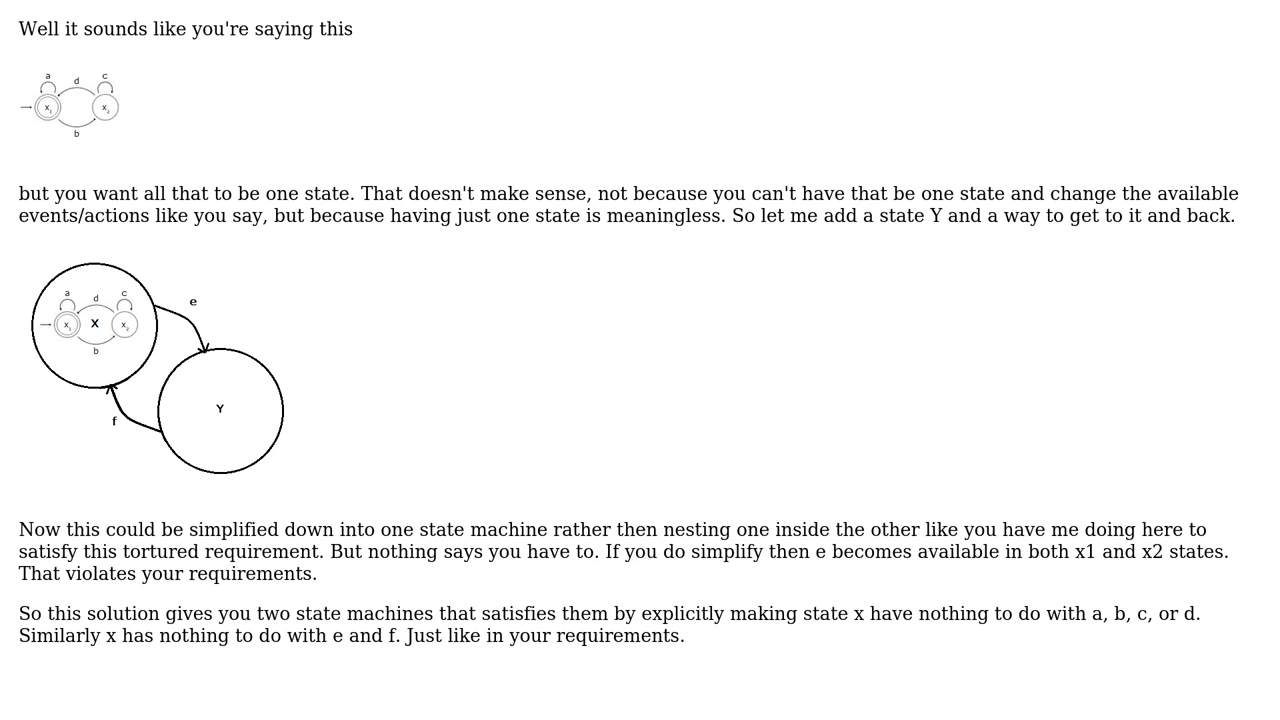 Well it sounds like you're saying this
a
d
c
x1
x2
b
but you want all that to be one state. That doesn't make sense, not because you can't have that be one state and change the available
events/actions like you say, but because having just one state is meaningless. So let me add a state Y and a way to get to it and back.
a
d
c
e
x1
X
x2
b
Y
f
Now this could be simplified down into one state machine rather then nesting one inside the other like you have me doing here to
satisfy this tortured requirement. But nothing says you have to. If you do simplify then e becomes available in both x1 and x2 states.
That violates your requirements.
So this solution gives you two state machines that satisfies them by explicitly making state x have nothing to do with a, b, c, or d.
Similarly x has nothing to do with e and f. Just like in your requirements.